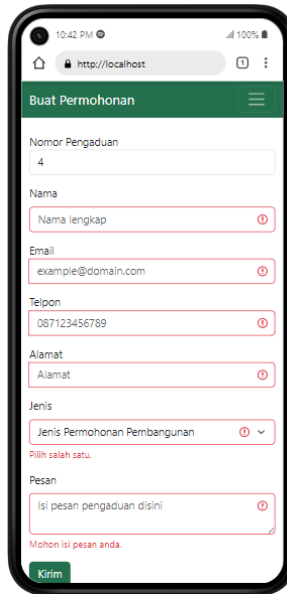 10:42 PM
100%
http://localhost
1
Buat Permohonan
Nomor Pengaduan
4
Nama
Nama lengkap
Email
example@domain.com
Telpon
087123456789
Alamat
Alamat
Jenis
Jenis Permohonan Pembangunan
Pilih salah satu.
Pesan
Isi pesan pengaduan disini
Mohon isi pesan anda.
Kirim